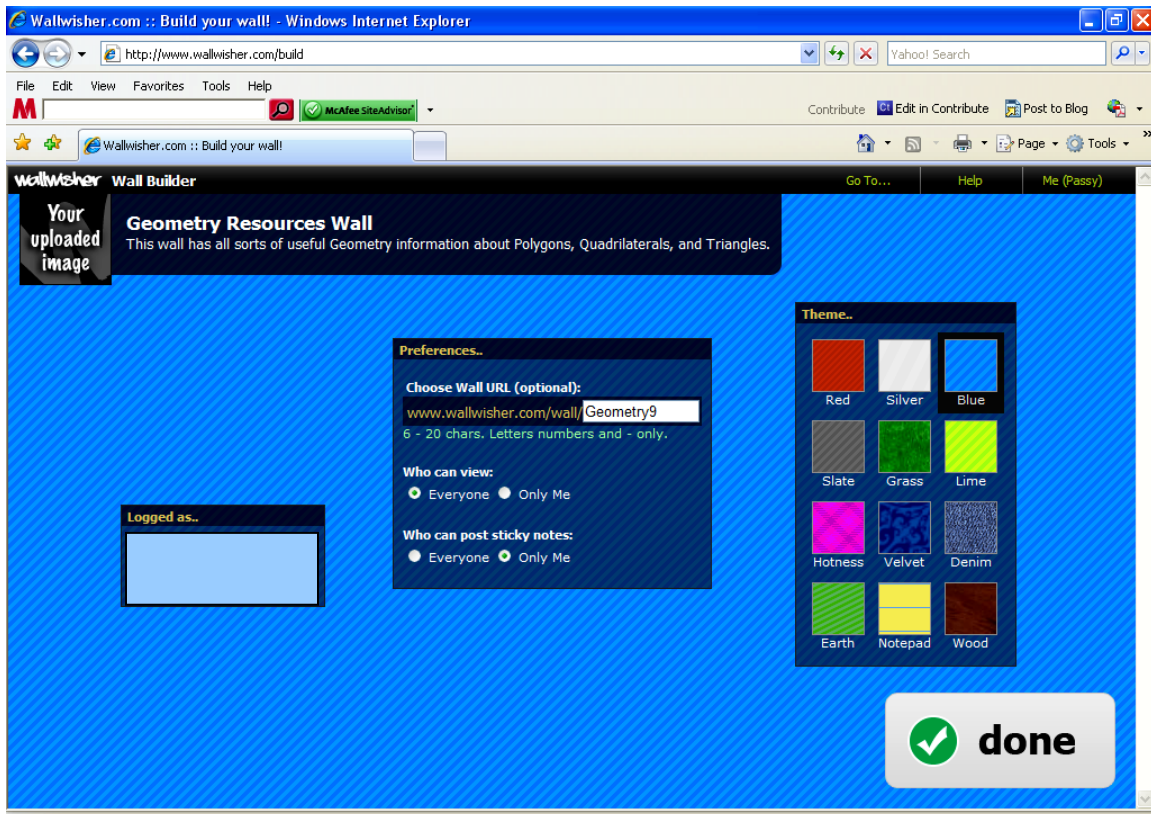 Wallwisher.com :: Build your wall! - Windows Internet Explorer
http://www.wallwisher.com/build
Yahoo! Search
File Edit View Favorites Tools Help
M McAfee SiteAdvisor Contribute Ct Edit in Contribute Post to Blog
Wallwisher.com :: Build your wall! Page Tools »
wallwisher Wall Builder Go To... Help Me (Passy)
Your uploaded image
Geometry Resources Wall
This wall has all sorts of useful Geometry information about Polygons, Quadrilaterals, and Triangles.
Preferences..
Choose Wall URL (optional):
www.wallwisher.com/wall/Geometry9
6 - 20 chars. Letters numbers and - only.
Who can view:
Everyone Only Me
Who can post sticky notes:
Everyone Only Me
Logged as..
Theme..
Red Silver Blue
Slate Grass Lime
Hotness Velvet Denim
Earth Notepad Wood
done